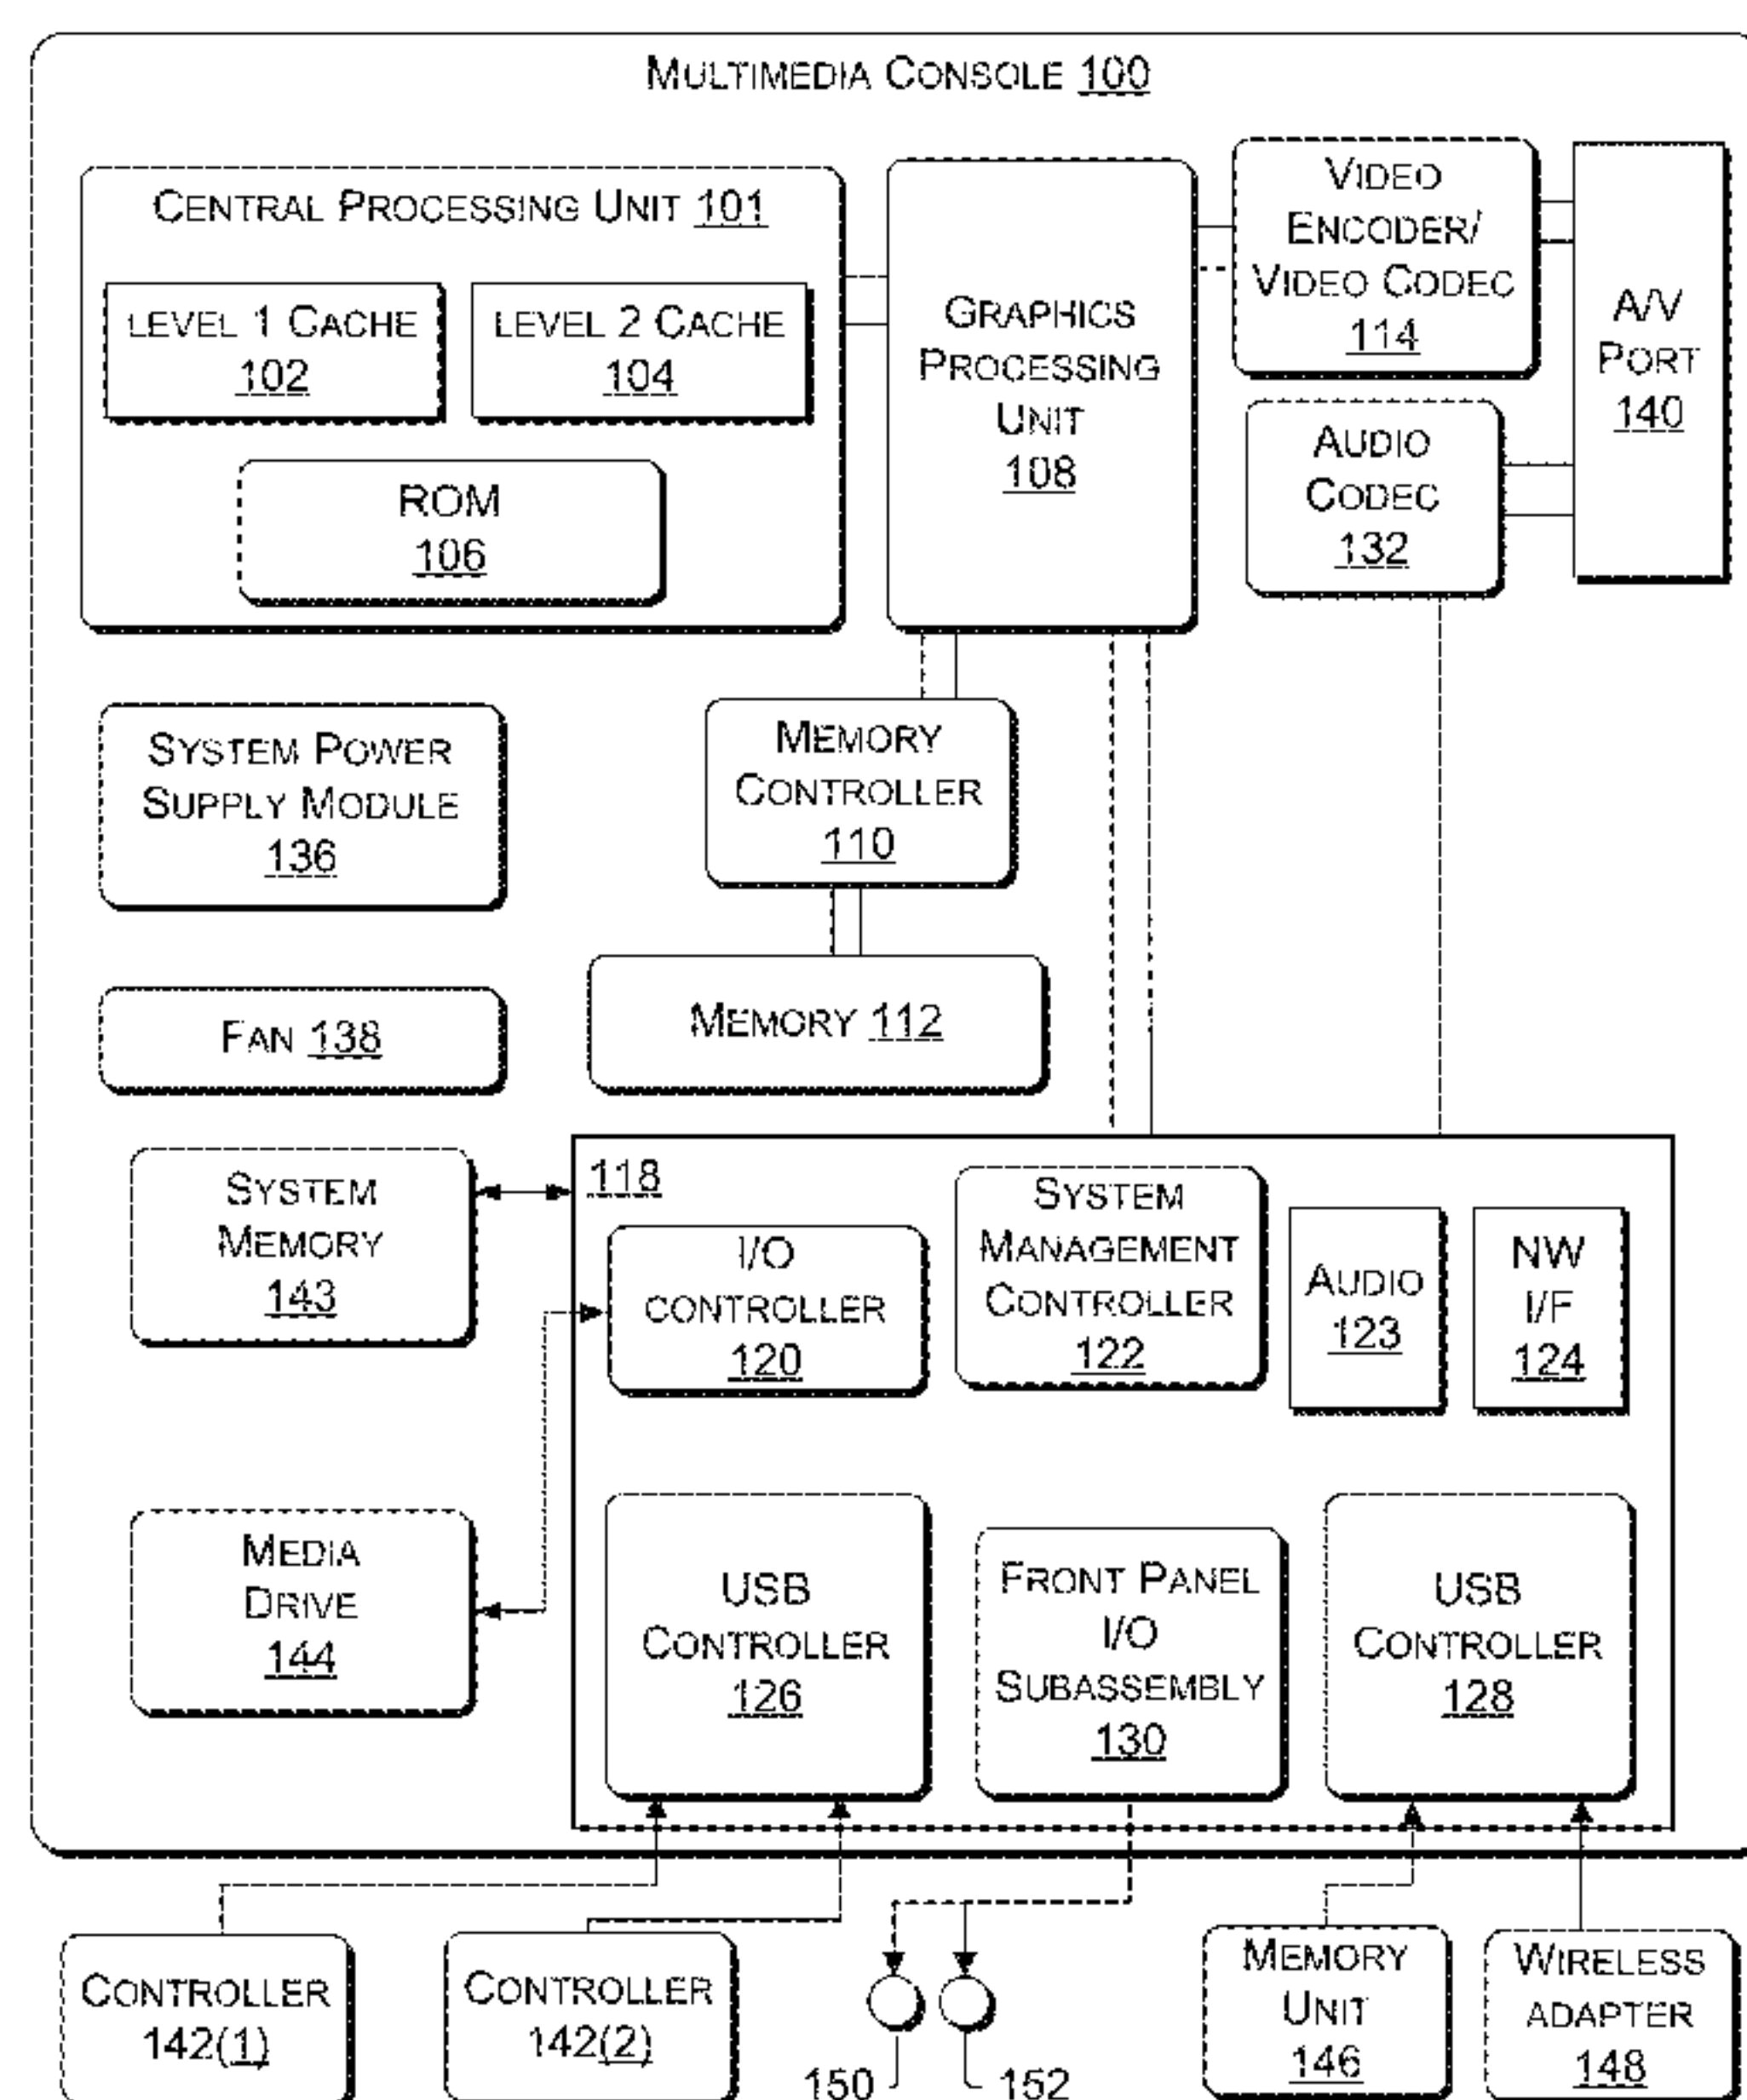 MULTIMEDIA CONSOLE 100
CENTRAL PROCESSING UNIT 101
LEVEL 1 CACHE
102
LEVEL 2 CACHE
104
ROM
106
GRAPHICS
PROCESSING
UNIT
108
VIDEO
ENCODER/
VIDEO CODEC
114
A/V
PORT
140
AUDIO
CODEC
132
SYSTEM POWER
SUPPLY MODULE
136
MEMORY
CONTROLLER
110
FAN 138
MEMORY 112
SYSTEM
MEMORY
143
118
I/O
CONTROLLER
120
SYSTEM
MANAGEMENT
CONTROLLER
122
AUDIO
123
NW
I/F
124
MEDIA
DRIVE
144
USB
CONTROLLER
126
FRONT PANEL
I/O
SUBASSEMBLY
130
USB
CONTROLLER
128
CONTROLLER
142(1)
CONTROLLER
142(2)
150
152
MEMORY
UNIT
146
WIRELESS
ADAPTER
148